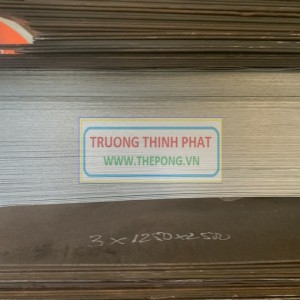 TRUONG THINH PHAT
WWW.THEPONG.VN
3 x 1250 x 2500